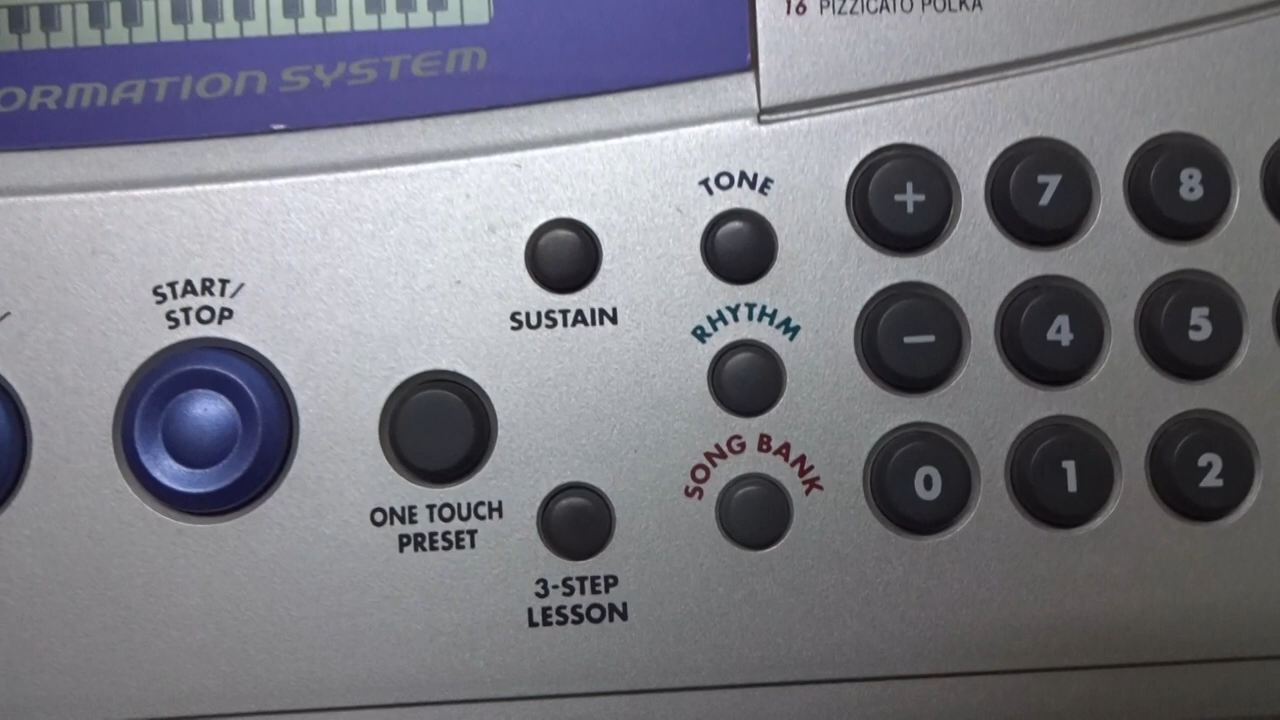 16 PIZZICATO POLKA
ORMATION SYSTEM
TONE
+ 7 8
START/
STOP
SUSTAIN
RHYTHM
- 4 5
SONG BANK
0 1 2
ONE TOUCH
PRESET
3-STEP
LESSON